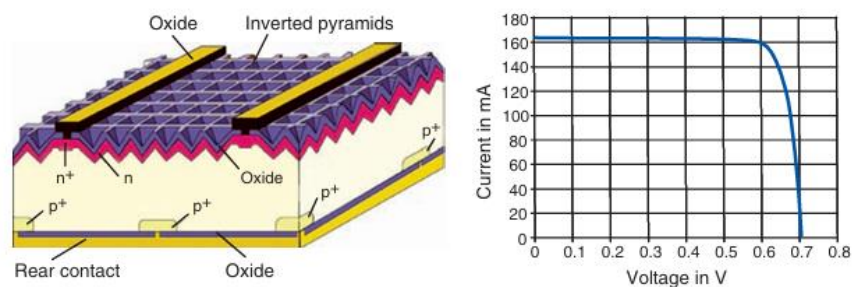 Oxide
Inverted pyramids
p+
n+
n
Oxide
p+
p+
p+
p+
Rear contact
Oxide
180
160
140
120
100
80
60
40
20
0
Current in mA
0 0.1 0.2 0.3 0.4 0.5 0.6 0.7 0.8
Voltage in V